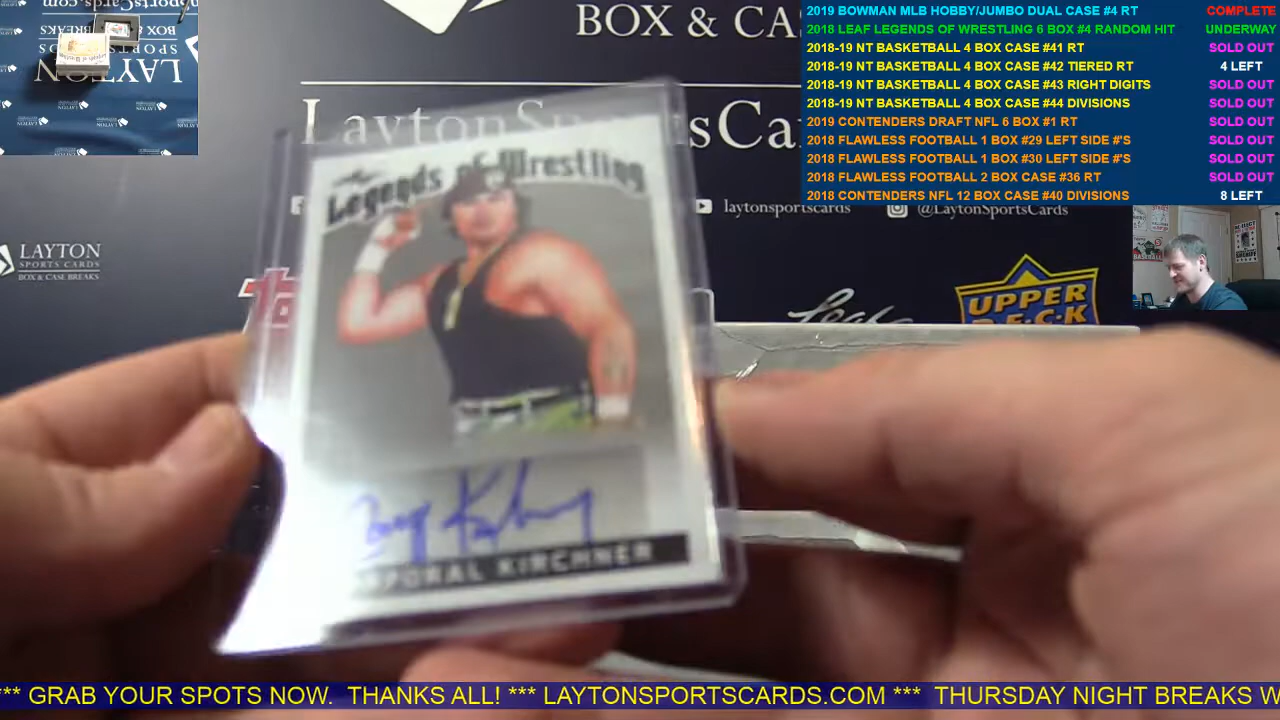 2019 BOWMAN MLB HOBBY/JUMBO DUAL CASE #4 RT COMPLETE
2018 LEAF LEGENDS OF WRESTLING 6 BOX #4 RANDOM HIT UNDERWAY
2018-19 NT BASKETBALL 4 BOX CASE #41 RT SOLD OUT
2018-19 NT BASKETBALL 4 BOX CASE #42 TIERED RT 4 LEFT
2018-19 NT BASKETBALL 4 BOX CASE #43 RIGHT DIGITS SOLD OUT
2018-19 NT BASKETBALL 4 BOX CASE #44 DIVISIONS SOLD OUT
2019 CONTENDERS DRAFT NFL 6 BOX #1 RT SOLD OUT
2018 FLAWLESS FOOTBALL 1 BOX #29 LEFT SIDE #'S SOLD OUT
2018 FLAWLESS FOOTBALL 1 BOX #30 LEFT SIDE #'S SOLD OUT
2018 FLAWLESS FOOTBALL 2 BOX CASE #36 RT SOLD OUT
2018 CONTENDERS NFL 12 BOX CASE #40 DIVISIONS 8 LEFT
BOX & CA
LaytonSpo sCa
laytonsportscards @LaytonSportsCards
LAYTON
SPORTS CARDS
BOX & CASE BREAKS
Leaf
UPPER
DECK
Legends of Wrestling
PORAL KIRCHNER
*** GRAB YOUR SPOTS NOW. THANKS ALL! *** LAYTONSPORTSCARDS.COM *** THURSDAY NIGHT BREAKS W